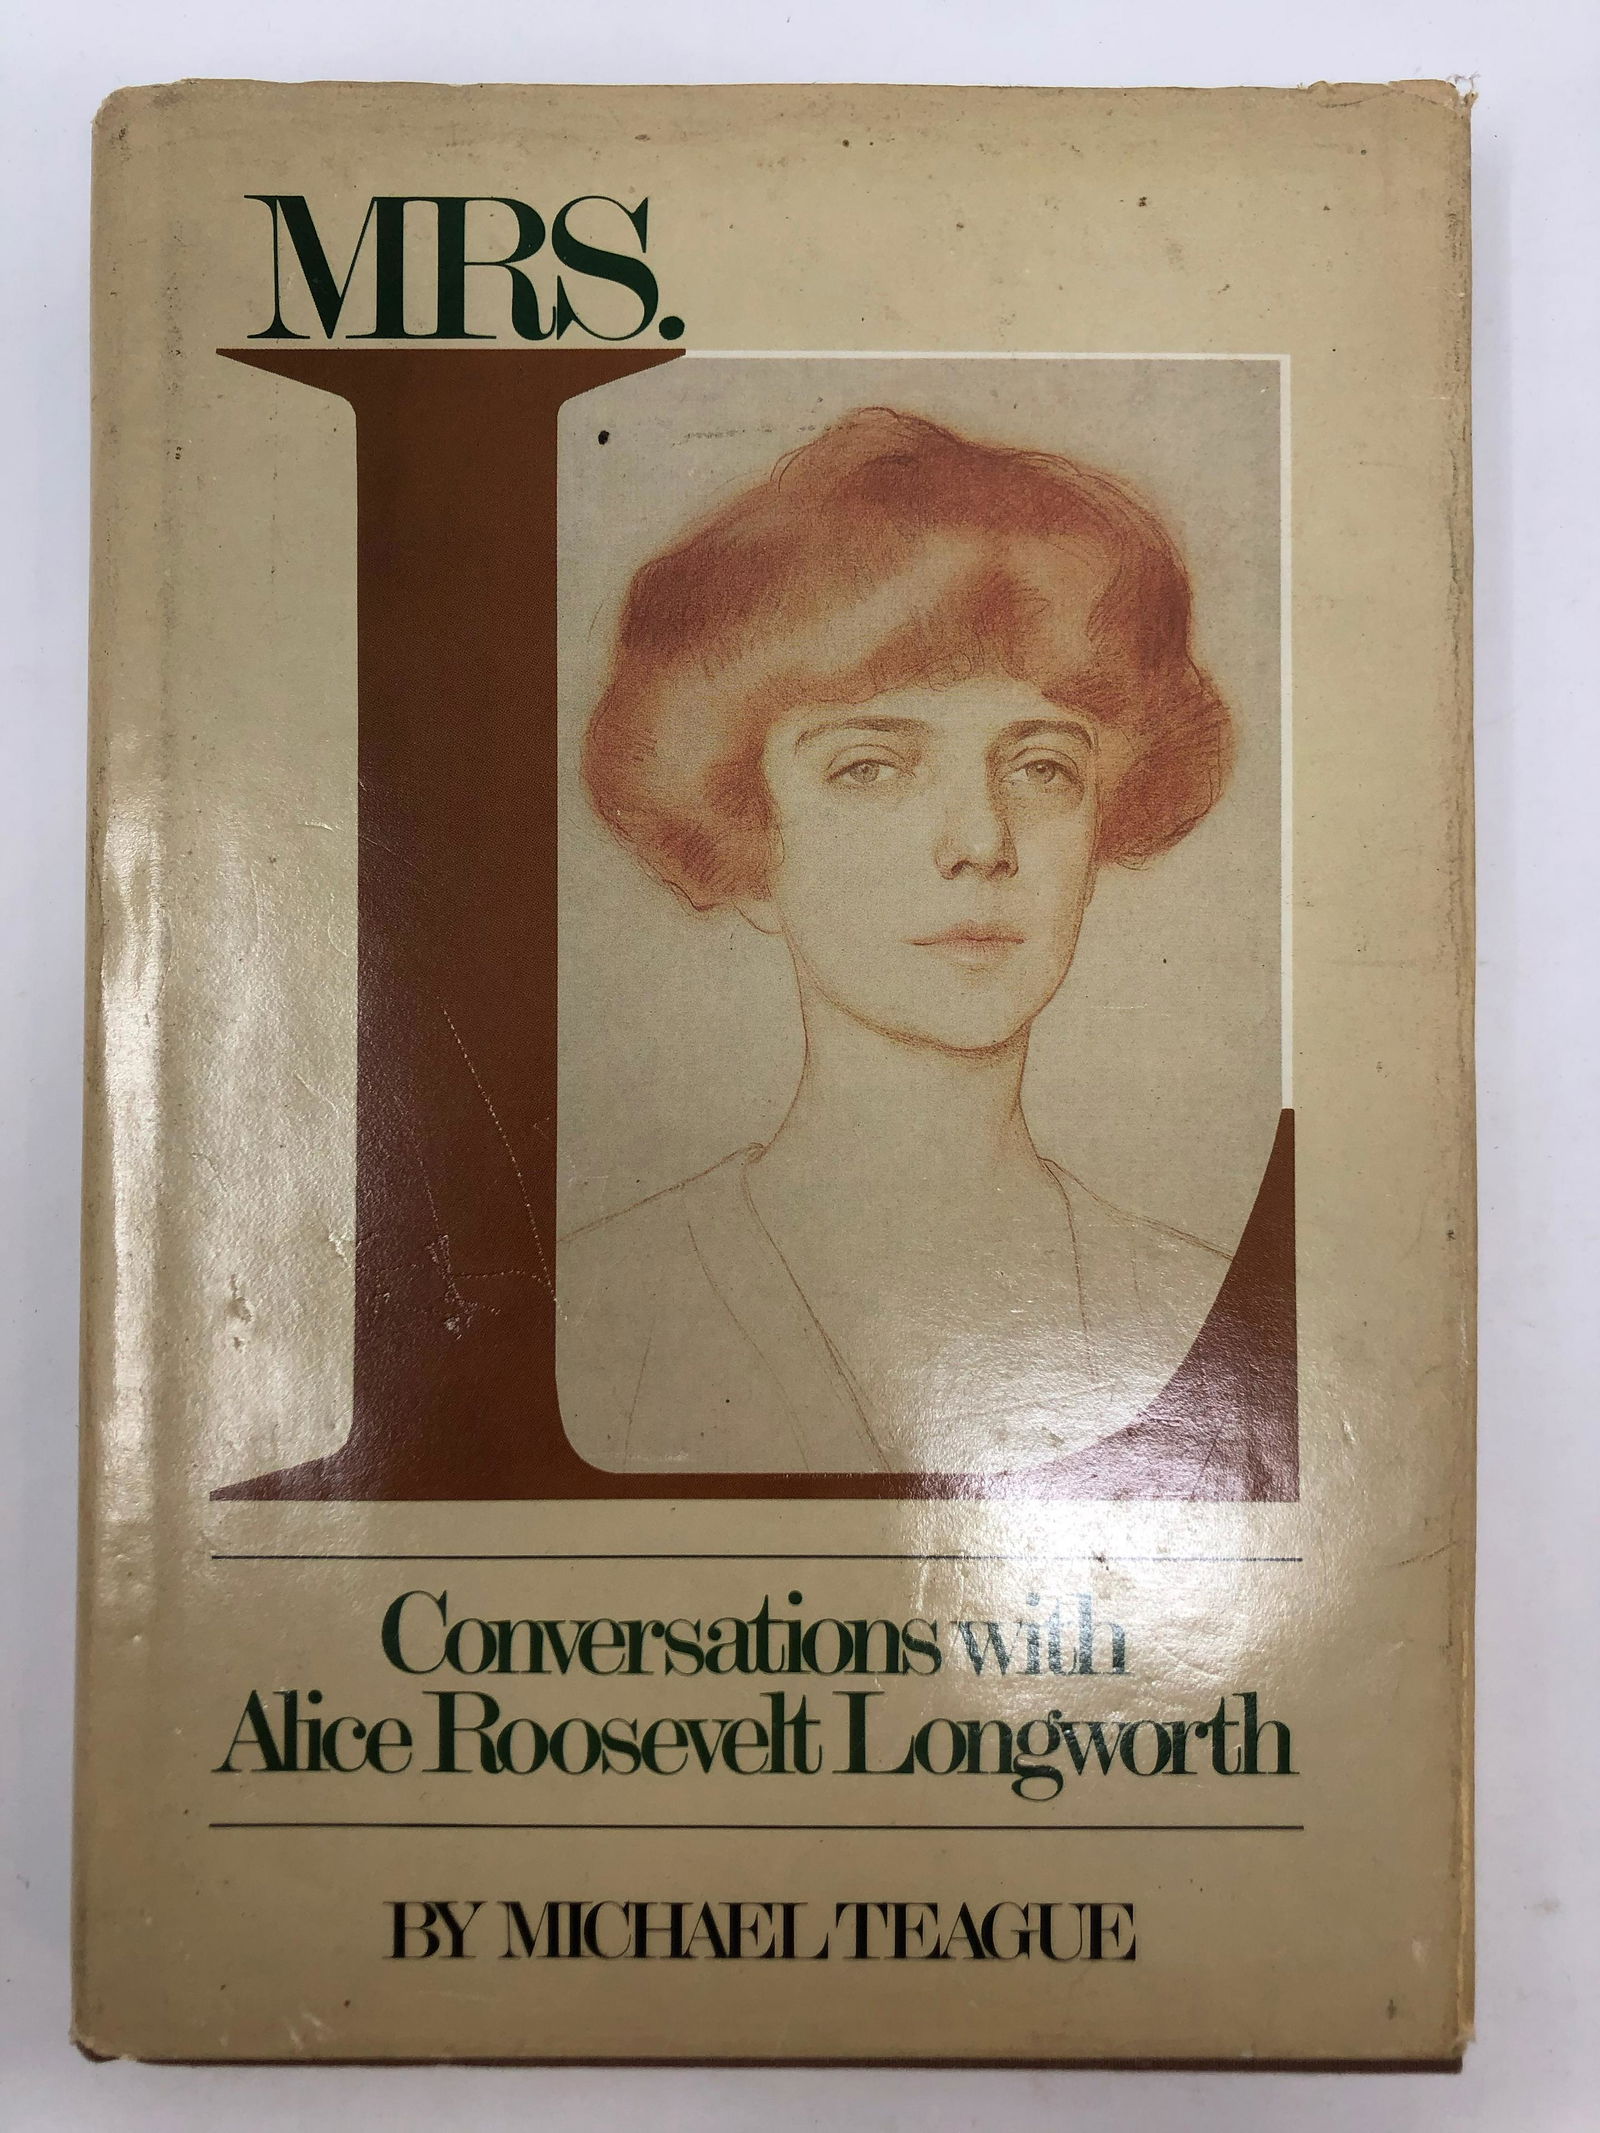 MRS.
L
Conversations with
Alice Roosevelt Longworth
BY MICHAEL TEAGUE